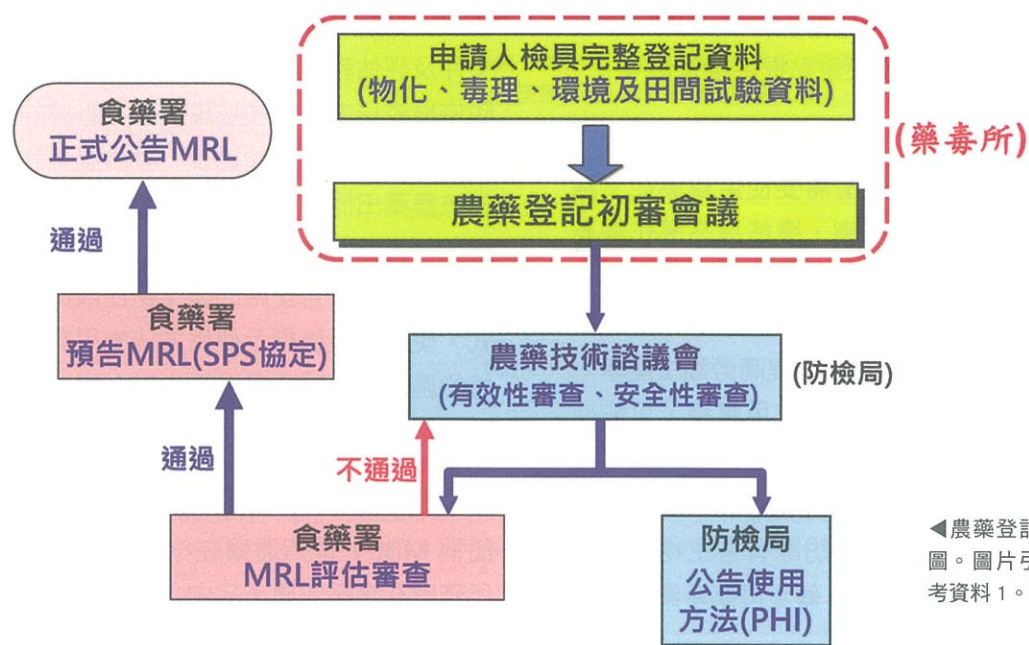 申請人檢具完整登記資料
(物化、毒理、環境及田間試驗資料)
(藥毒所)
農藥登記初審會議
食藥署
正式公告MRL
通過
食藥署
預告MRL(SPS協定)
農藥技術諮議會
(有效性審查、安全性審查)
(防檢局)
通過
不通過
食藥署
MRL評估審查
防檢局
公告使用
方法(PHI)
◀農藥登記
圖。圖片引
考資料1。